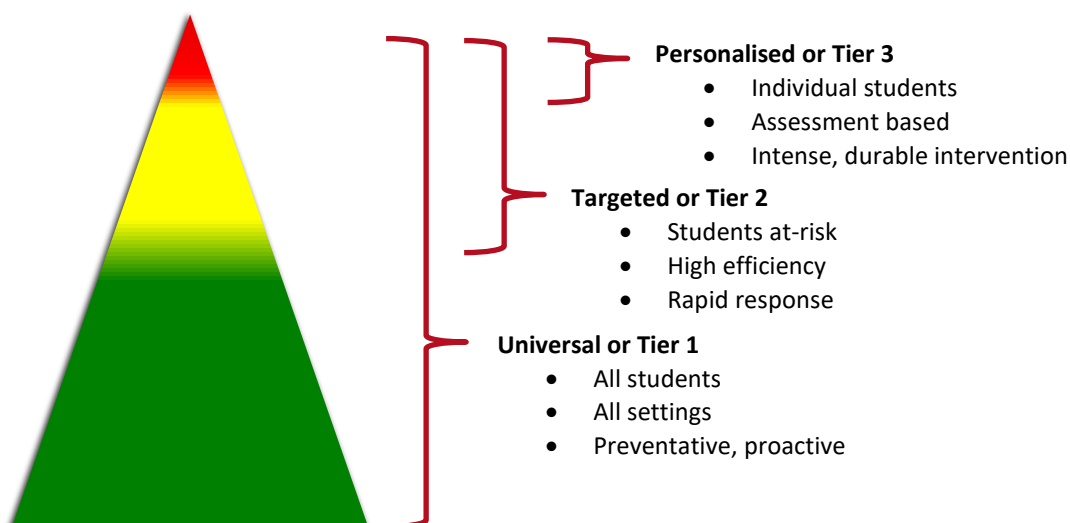 Personalised or Tier 3
• Individual students
• Assessment based
• Intense, durable intervention
Targeted or Tier 2
• Students at-risk
• High efficiency
• Rapid response
Universal or Tier 1
• All students
• All settings
• Preventative, proactive